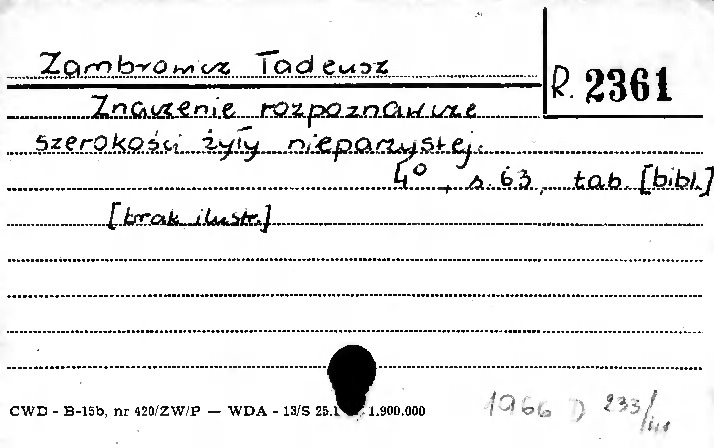 Zambrowicz Tadeusz
R. 2361
Znaczenie rozpoznawcze
szerokości żyły nieparzystej.
4°, s. 63, tab. [bibl.]
[brak ilustr.]
CWD - B-15b, nr 420/ZW/P — WDA - 13/S 25.1 1.900.000
1966 D 233/